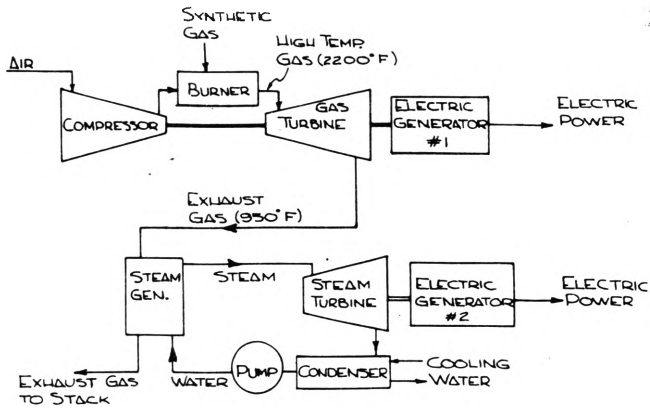 SYNTHETIC
GAS
HIGH TEMP.
GAS (2200°F)
AIR
BURNER
COMPRESSOR
GAS
TURBINE
ELECTRIC
GENERATOR
#1
ELECTRIC
POWER
EXHAUST
GAS (950°F)
STEAM
GEN.
STEAM
STEAM
TURBINE
ELECTRIC
GENERATOR
#2
ELECTRIC
POWER
EXHAUST GAS
TO STACK
WATER
PUMP
CONDENSER
COOLING
WATER